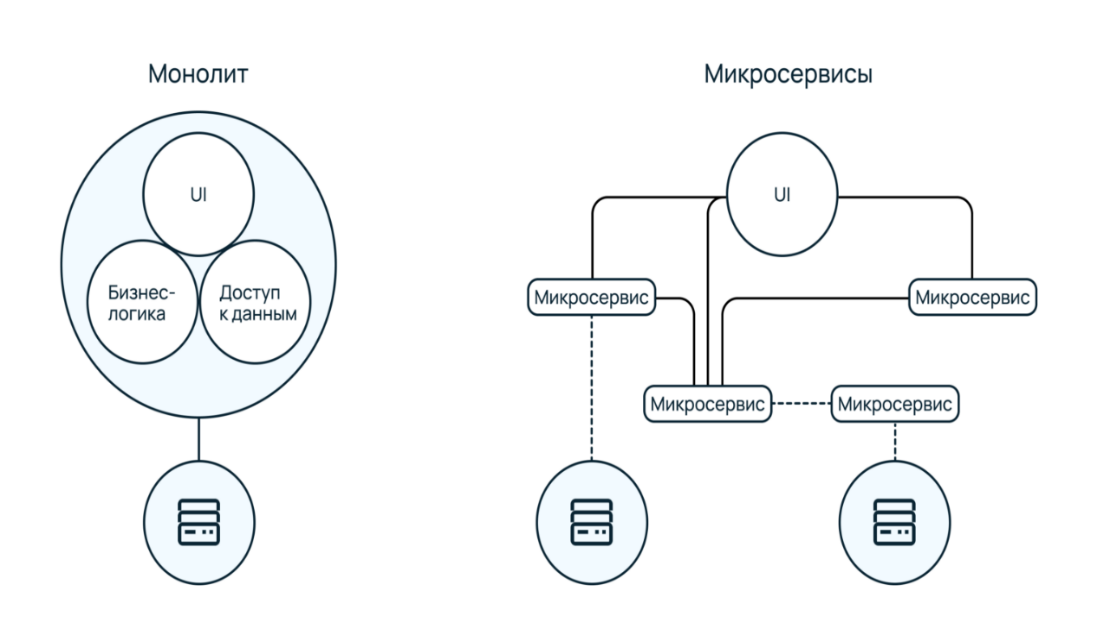 Монолит
UI
Бизнес-
логика
Доступ
к данным
Микросервисы
UI
Микросервис
Микросервис
Микросервис
Микросервис